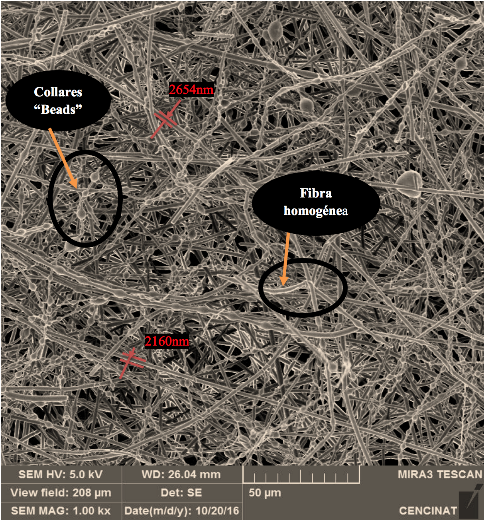 Collares
“Beads”
2654nm
Fibra
homogénea
2160nm
SEM HV: 5.0 kV
WD: 26.04 mm
MIRA3 TESCAN
View field: 208 µm
Det: SE
50 µm
SEM MAG: 1.00 kx
Date(m/d/y): 10/20/16
CENCINAT